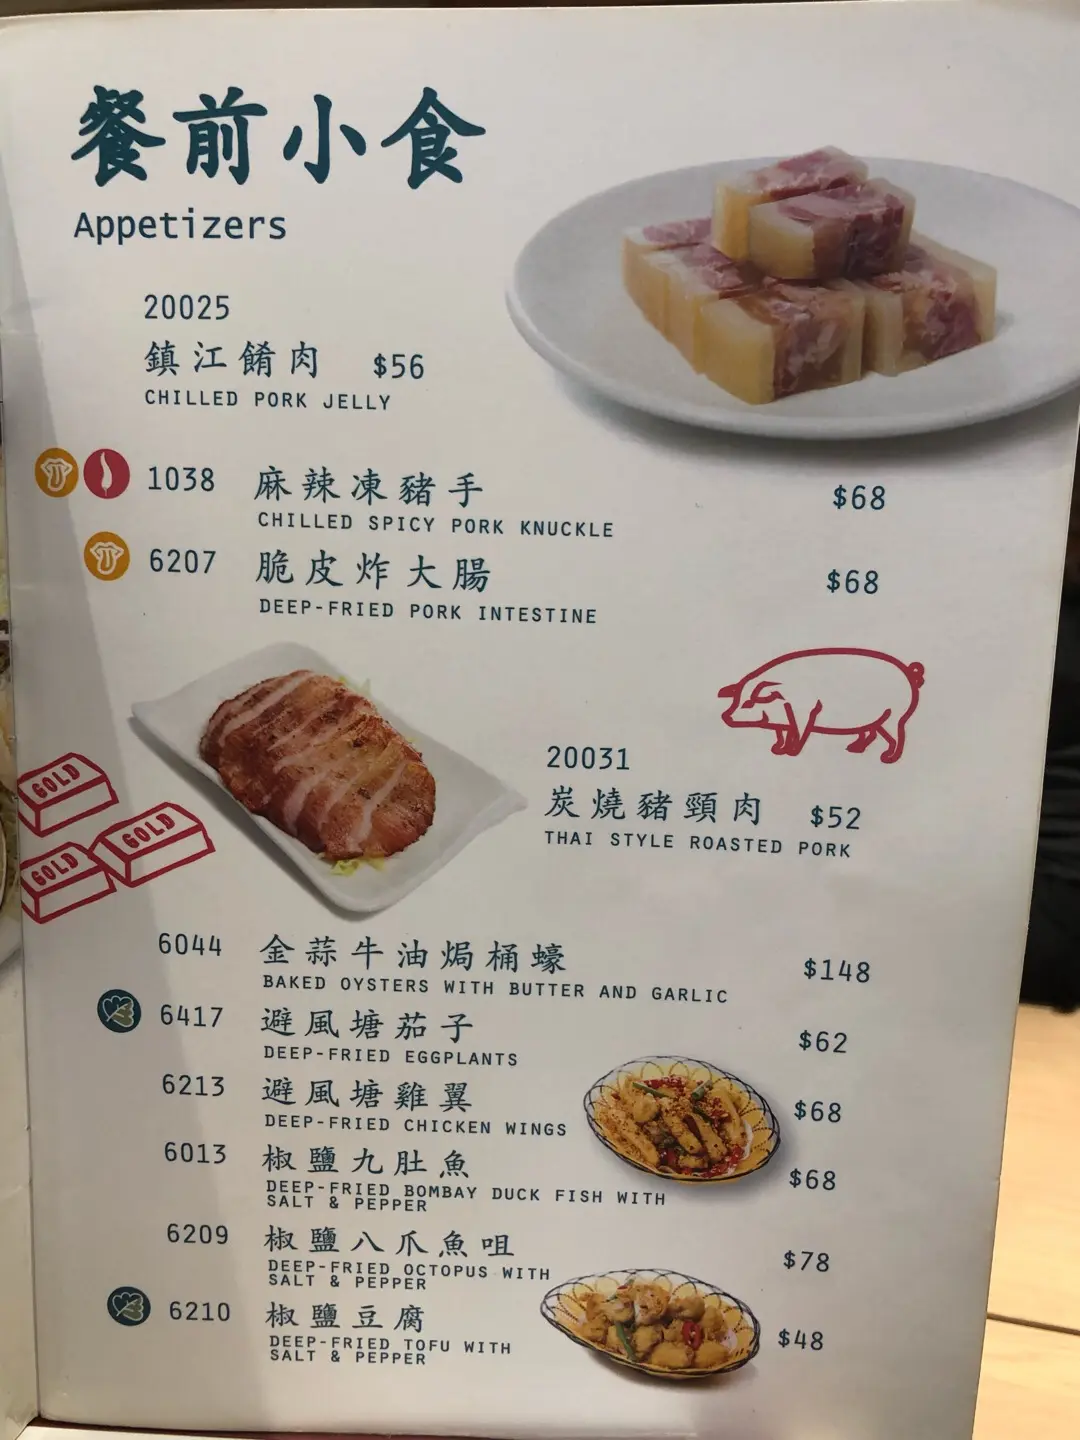 餐前小食
Appetizers
20025
鎮江餚肉 $56
CHILLED PORK JELLY
1038 麻辣凍豬手 $68
CHILLED SPICY PORK KNUCKLE
6207 脆皮炸大腸 $68
DEEP-FRIED PORK INTESTINE
20031
炭燒豬頸肉 $52
THAI STYLE ROASTED PORK
GOLD
GOLD
GOLD
6044 金蒜牛油焗桶蠔 $148
BAKED OYSTERS WITH BUTTER AND GARLIC
6417 避風塘茄子 $62
DEEP-FRIED EGGPLANTS
6213 避風塘雞翼 $68
DEEP-FRIED CHICKEN WINGS
6013 椒鹽九肚魚 $68
DEEP-FRIED BOMBAY DUCK FISH WITH
SALT & PEPPER
6209 椒鹽八爪魚咀 $78
DEEP-FRIED OCTOPUS WITH
SALT & PEPPER
6210 椒鹽豆腐 $48
DEEP-FRIED TOFU WITH
SALT & PEPPER